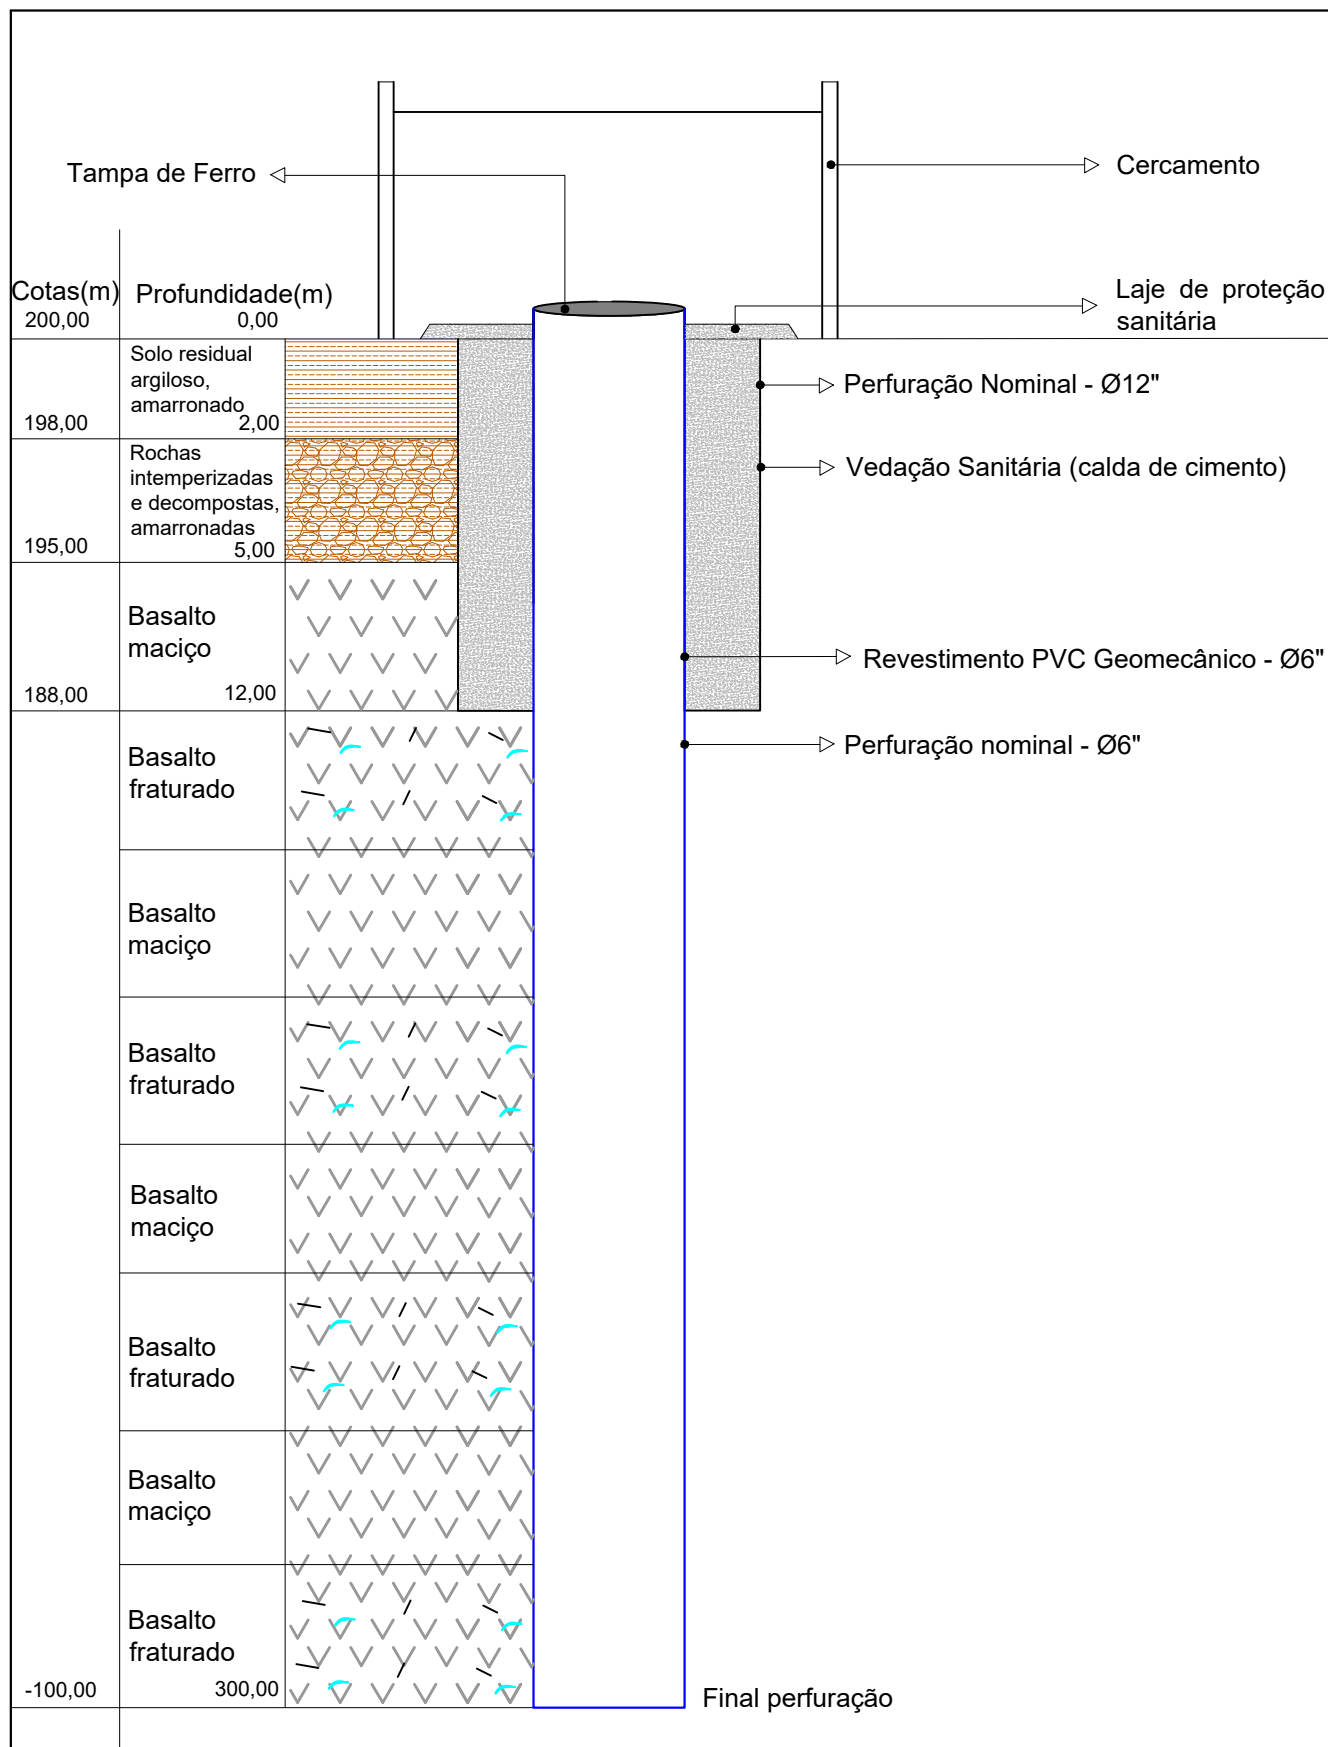 Tampa de Ferro
Cercamento
Cotas(m)
Profundidade(m)
200,00
0,00
Laje de proteção
sanitária
Solo residual
argiloso,
amarronado
198,00
2,00
Perfuração Nominal - Ø12"
Rochas
intemperizadas
e decompostas,
amarronadas
195,00
5,00
Vedação Sanitária (calda de cimento)
Basalto
maciço
188,00
12,00
Revestimento PVC Geomecânico - Ø6"
Basalto
fraturado
Perfuração nominal - Ø6"
Basalto
maciço
Basalto
fraturado
Basalto
maciço
Basalto
fraturado
Basalto
maciço
Basalto
fraturado
-100,00
300,00
Final perfuração